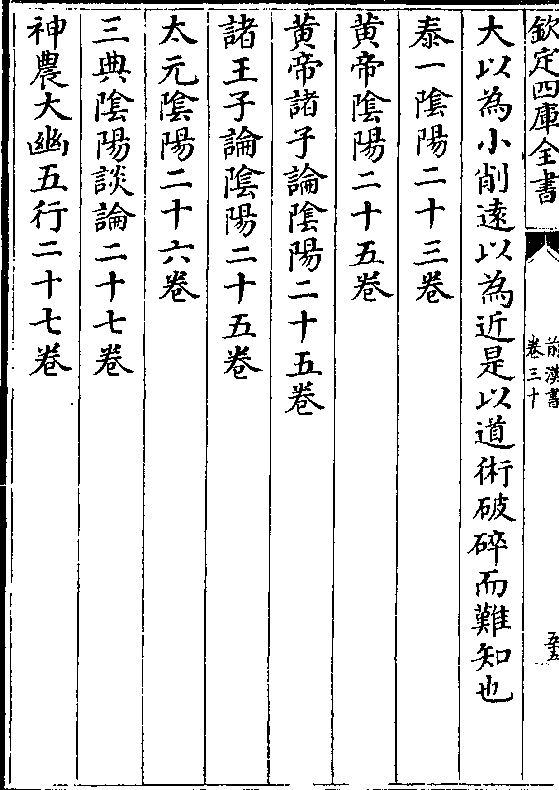 欽定四庫全書
前漢書
卷三十
五五
大以為小削遠以為近是以道術破碎而難知也
泰一陰陽二十三卷
黄帝陰陽二十五卷
黄帝諸子論陰陽二十五卷
諸王子論陰陽二十五卷
太元陰陽二十六卷
三典陰陽談論二十七卷
神農大幽五行二十七卷